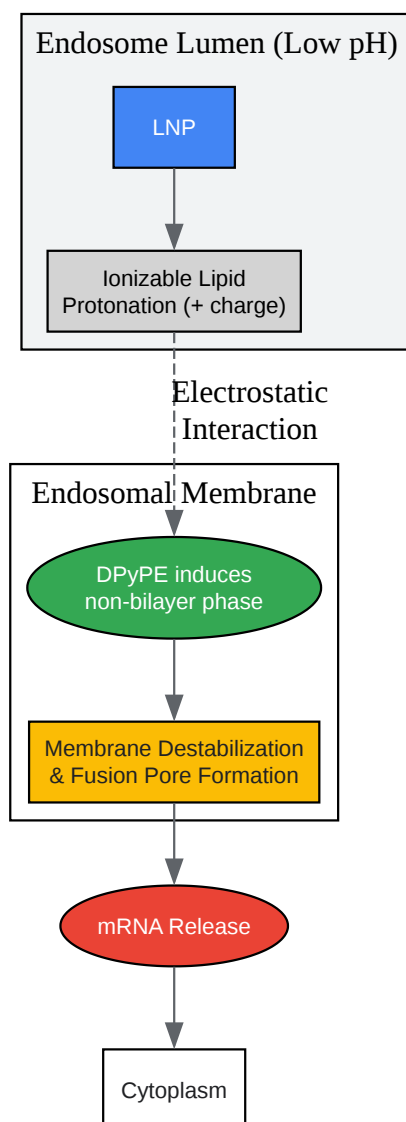 Endosome Lumen (Low pH)
LNP
Ionizable Lipid
Protonation (+ charge)
Electrostatic
Interaction
Endosomal Membrane
DPyPE induces
non-bilayer phase
Membrane Destabilization
& Fusion Pore Formation
mRNA Release
Cytoplasm